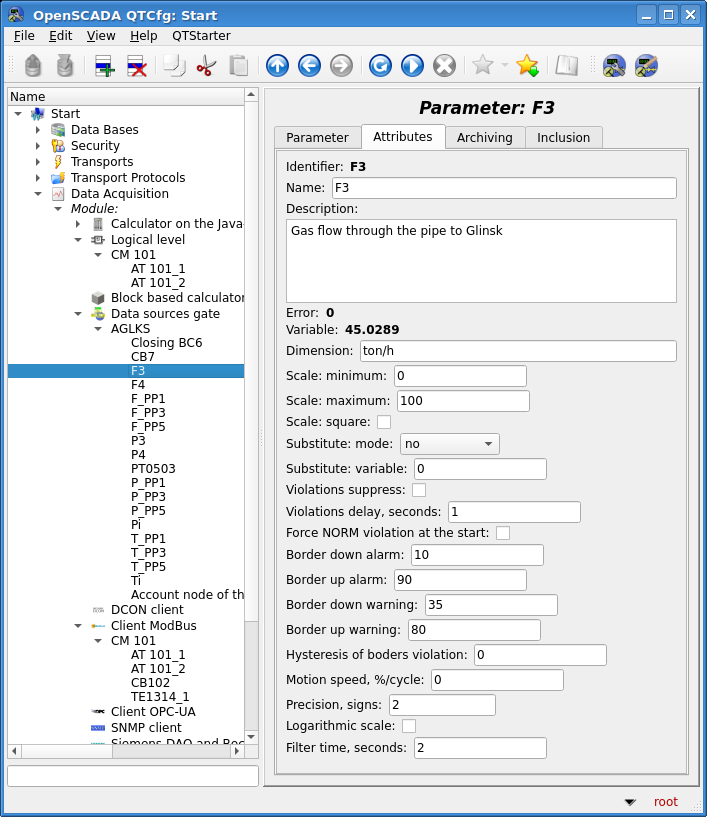 OpenSCADA QTCfg: Start
File Edit View Help QTStarter
Name
Start
Data Bases
Security
Transports
Transport Protocols
Data Acquisition
Module:
Calculator on the Java-
Logical level
CM 101
AT 101_1
AT 101_2
Block based calculator
Data sources gate
AGLKS
Closing BC6
CB7
F3
F4
F_PP1
F_PP3
F_PP5
P3
P4
PT0503
P_PP1
P_PP3
P_PP5
Pi
T_PP1
T_PP3
T_PP5
Ti
Account node of th
DCON client
Client ModBus
CM 101
AT 101_1
AT 101_2
CB102
TE1314_1
Client OPC-UA
SNMP client
Siemens DAQ and Bec
Parameter: F3
Parameter Attributes Archiving Inclusion
Identifier: F3
Name: F3
Description:
Gas flow through the pipe to Glinsk
Error: 0
Variable: 45.0289
Dimension: ton/h
Scale: minimum: 0
Scale: maximum: 100
Scale: square:
Substitute: mode: no
Substitute: variable: 0
Violations suppress:
Violations delay, seconds: 1
Force NORM violation at the start:
Border down alarm: 10
Border up alarm: 90
Border down warning: 35
Border up warning: 80
Hysteresis of boders violation: 0
Motion speed, %/cycle: 0
Precision, signs: 2
Logarithmic scale:
Filter time, seconds: 2
root